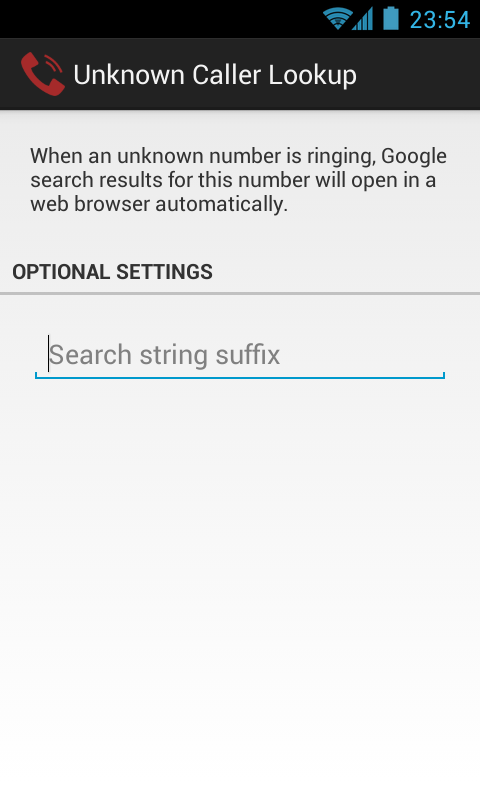 23:54
Unknown Caller Lookup
When an unknown number is ringing, Google
search results for this number will open in a
web browser automatically.
OPTIONAL SETTINGS
Search string suffix